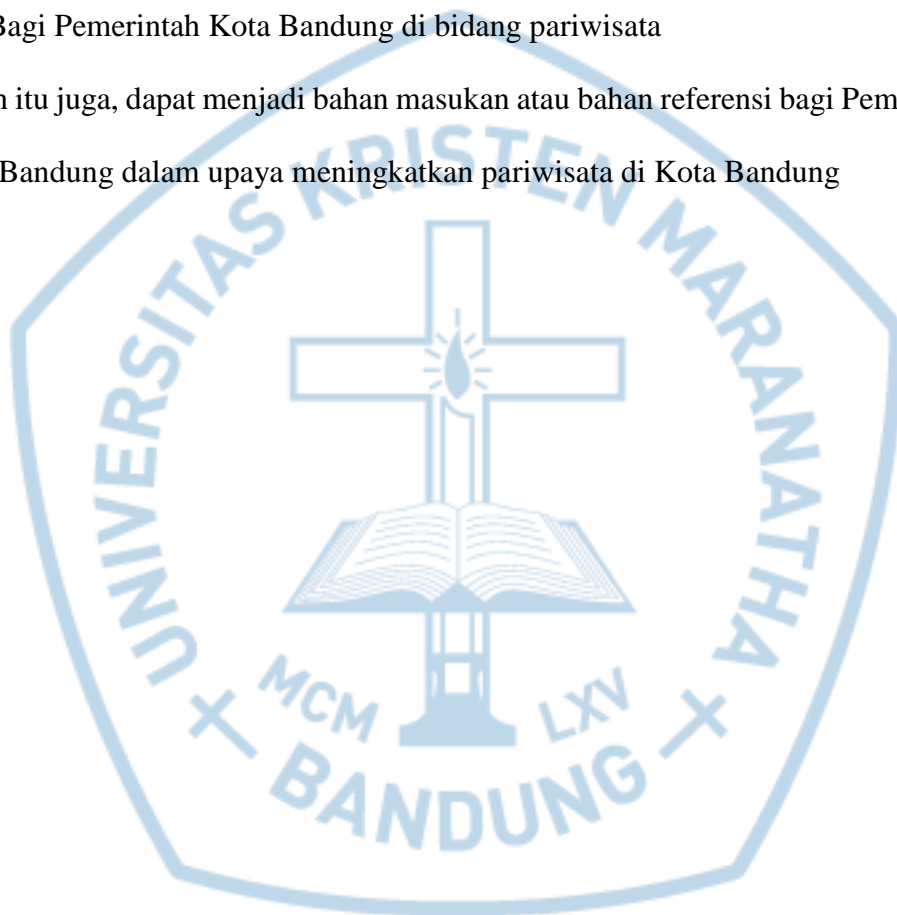 Bagi Pemerintah Kota Bandung di bidang pariwisata
itu juga, dapat menjadi bahan masukan atau bahan referensi bagi Pem
Bandung dalam upaya meningkatkan pariwisata di Kota Bandung
UNIVERSITAS KRISTEN MARANATHA
MCM LXV
+ BANDUNG +